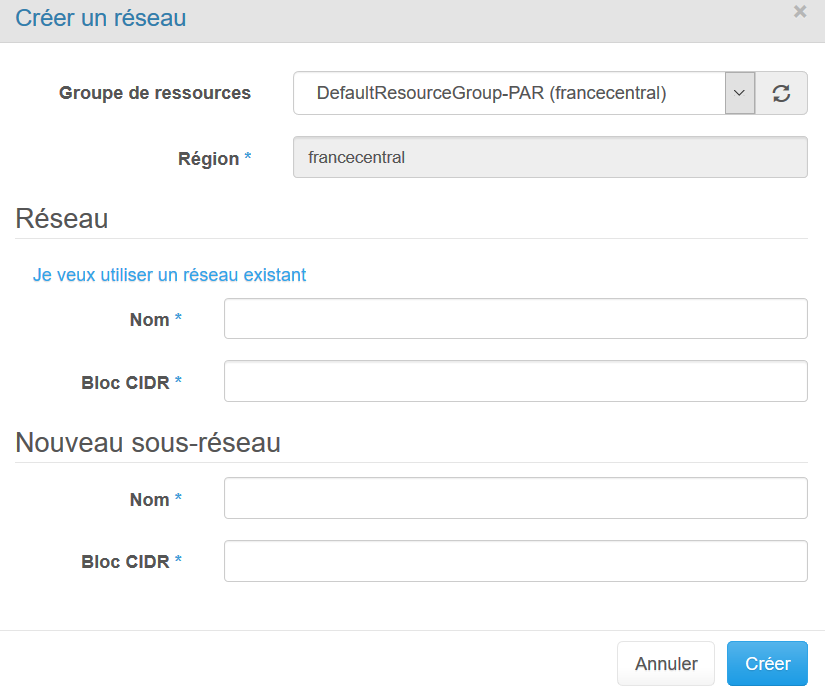 Créer un réseau ×
Groupe de ressources DefaultResourceGroup-PAR (francecentral)
Région * francecentral
Réseau
Je veux utiliser un réseau existant
Nom *
Bloc CIDR *
Nouveau sous-réseau
Nom *
Bloc CIDR *
Annuler Créer